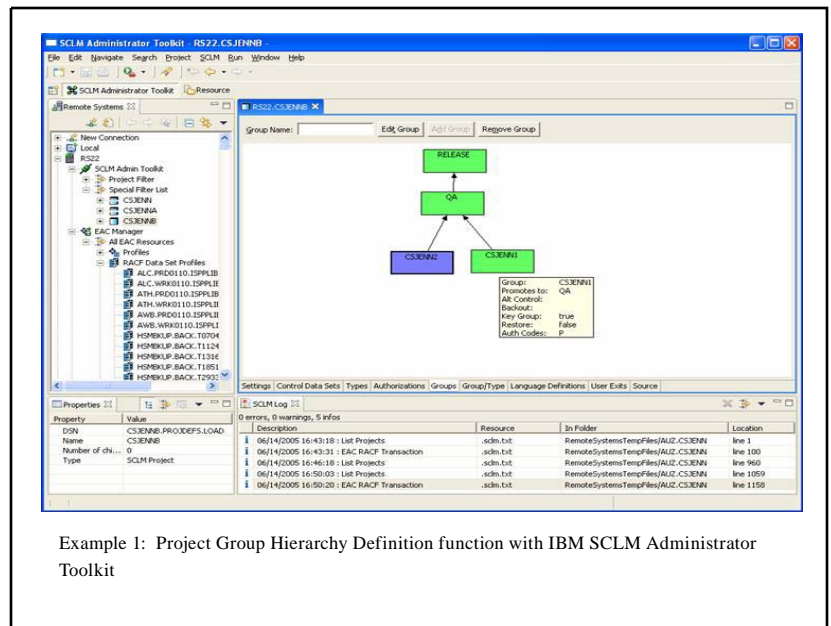 SCLM Administrator Toolkit - RS22.CSJENNB -
File Edit Navigate Search Project SCLM Run Window Help
SCLM Administrator Toolkit Resource
Remote Systems
New Connection
Local
RS22
SCLM Admin Toolkit
Project Filter
Special Filter List
CSJENN
CSJENNA
CSJENNB
EAC Manager
All EAC Resources
Profiles
RACF Data Set Profiles
ALC.PRD0110.ISPPLIB
ALC.WRK0110.ISPPLIE
ATH.PRD0110.ISPPLIB
ATH.WRK0110.ISPPLIE
AWB.PRD0110.ISPPLIE
AWB.WRK0110.ISPPLI
HSMBKUP.BACK.T0704
HSMBKUP.BACK.T1124
HSMBKUP.BACK.T1316
HSMBKUP.BACK.T1851
HSMBKUP.BACK.T2933
RS22.CSJENNB
Group Name: Edit Group Add Group Remove Group
RELEASE
QA
CSJENN2 CSJENN1
Group: CSJENN1
Promotes to: QA
Alt Control:
Backout:
Key Group: true
Restore: false
Auth Codes: P
Settings Control Data Sets Types Authorizations Groups Group/Type Language Definitions User Exits Source
Properties
Property Value
DSN CSJENNB.PROJDEFS.LOAD
Name CSJENNB
Number of chi... 0
Type SCLM Project
SCLM Log
0 errors, 0 warnings, 5 infos
Description Resource In Folder Location
06/14/2005 16:43:18 : List Projects .sclm.txt RemoteSystemsTempFiles/AUZ.CSJENN line 1
06/14/2005 16:43:31 : EAC RACF Transaction .sclm.txt RemoteSystemsTempFiles/AUZ.CSJENN line 100
06/14/2005 16:46:18 : List Projects .sclm.txt RemoteSystemsTempFiles/AUZ.CSJENN line 960
06/14/2005 16:50:03 : List Projects .sclm.txt RemoteSystemsTempFiles/AUZ.CSJENN line 1059
06/14/2005 16:50:20 : EAC RACF Transaction .sclm.txt RemoteSystemsTempFiles/AUZ.CSJENN line 1158
Example 1: Project Group Hierarchy Definition function with IBM SCLM Administrator
Toolkit